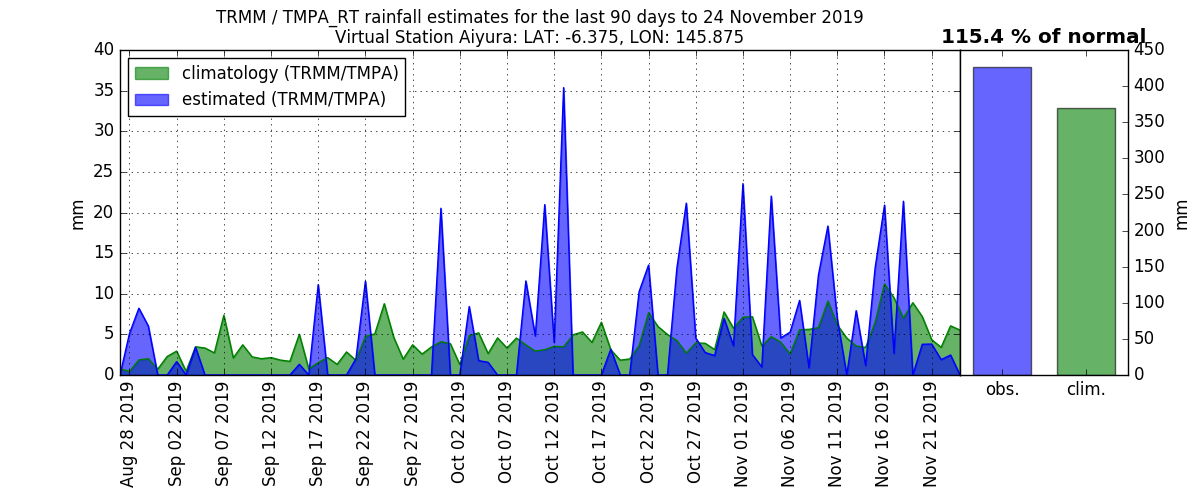 TRMM / TMPA_RT rainfall estimates for the last 90 days to 24 November 2019
Virtual Station Aiyura: LAT: -6.375, LON: 145.875
115.4 % of normal
climatology (TRMM/TMPA)
estimated (TRMM/TMPA)
mm
40
35
30
25
20
15
10
5
0
Aug 28 2019
Sep 02 2019
Sep 07 2019
Sep 12 2019
Sep 17 2019
Sep 22 2019
Sep 27 2019
Oct 02 2019
Oct 07 2019
Oct 12 2019
Oct 17 2019
Oct 22 2019
Oct 27 2019
Nov 01 2019
Nov 06 2019
Nov 11 2019
Nov 16 2019
Nov 21 2019
obs.
clim.
450
400
350
300
250
200
150
100
50
0
mm